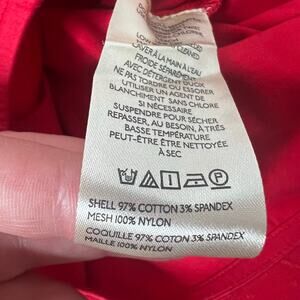 LAVER À LA MAIN À L'EAU
FROIDE SÉPARÉMENT
AVEC DÉTERGENT DOUX
NE PAS TORDRE OU ESSORER
UTILISER UN AGENT DE
BLANCHIMENT SANS CHLORE
SI NÉCESSAIRE
SUSPENDRE POUR SÉCHER
REPASSER, AU BESOIN, À TRÈS
BASSE TEMPÉRATURE
PEUT-ÊTRE ÊTRE NETTOYÉE
À SEC
SHELL 97% COTTON 3% SPANDEX
MESH 100% NYLON
COQUILLE 97% COTON 3% SPANDEX
MAILLE 100% NYLON